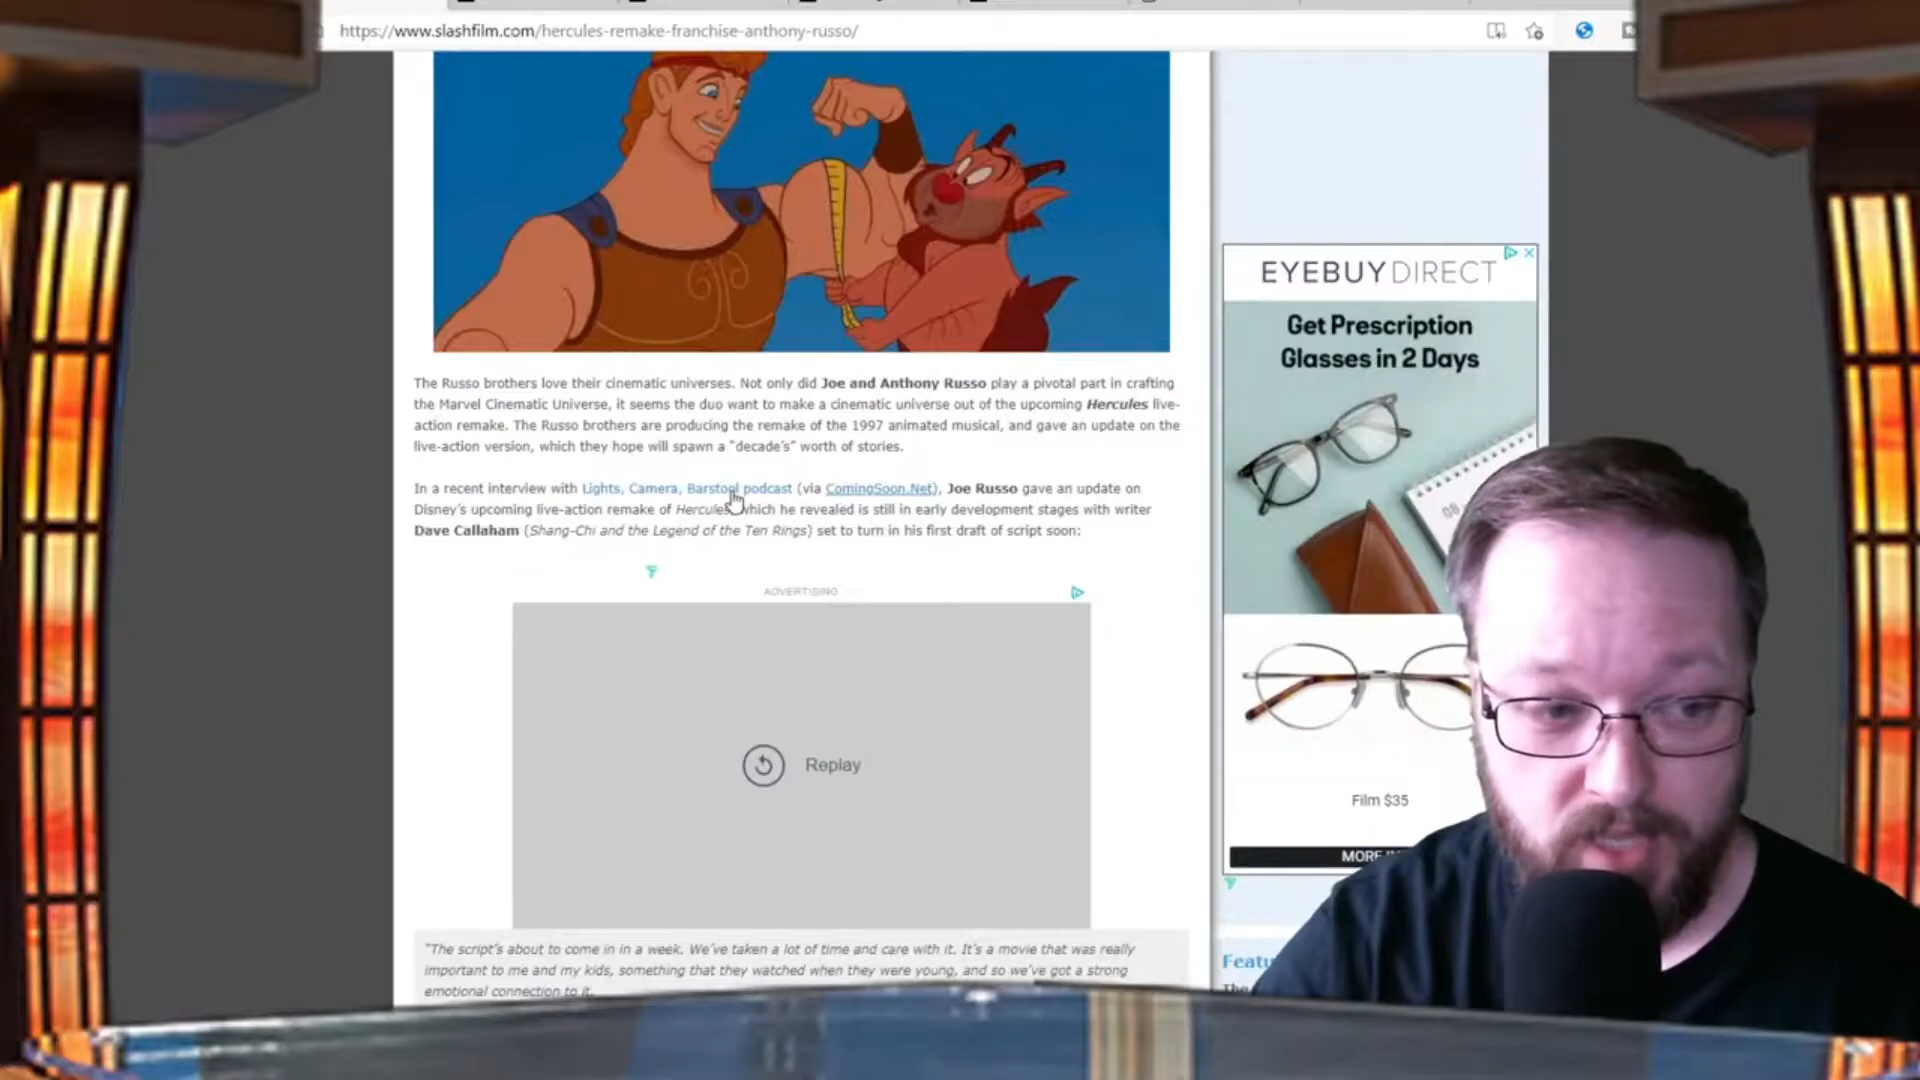 https://www.slashfilm.com/hercules-remake-franchise-anthony-russo/
The Russo brothers love their cinematic universes. Not only did Joe and Anthony Russo play a pivotal part in crafting
the Marvel Cinematic Universe, it seems the duo want to make a cinematic universe out of the upcoming Hercules live-
action remake. The Russo brothers are producing the remake of the 1997 animated musical, and gave an update on the
live-action version, which they hope will spawn a "decade's" worth of stories.
In a recent interview with Lights, Camera, Barstool podcast (via ComingSoon.Net), Joe Russo gave an update on
Disney's upcoming live-action remake of Hercules, which he revealed is still in early development stages with writer
Dave Callaham (Shang-Chi and the Legend of the Ten Rings) set to turn in his first draft of script soon:
ADVERTISING
Replay
"The script's about to come in in a week. We've taken a lot of time and care with it. It's a movie that was really
important to me and my kids, something that they watched when they were young, and so we've got a strong
emotional connection to it.
EYEBUYDIRECT
Get Prescription
Glasses in 2 Days
Film $35
MORE
Featu
The